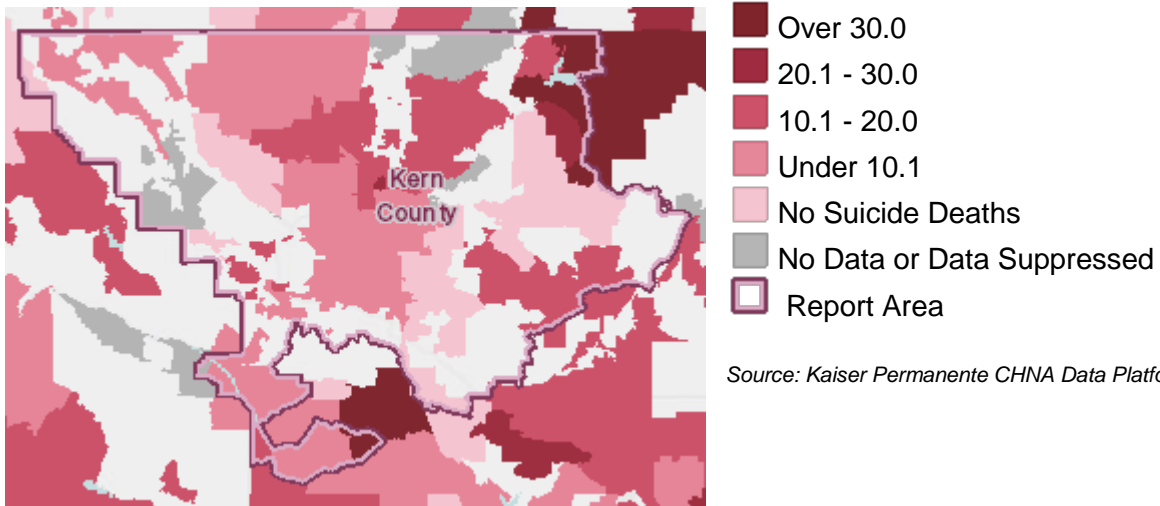 Over 30.0
20.1 - 30.0
10.1 - 20.0
Under 10.1
No Suicide Deaths
No Data or Data Suppressed
Report Area
Kern
County
Source: Kaiser Permanente CHNA Data Platfo